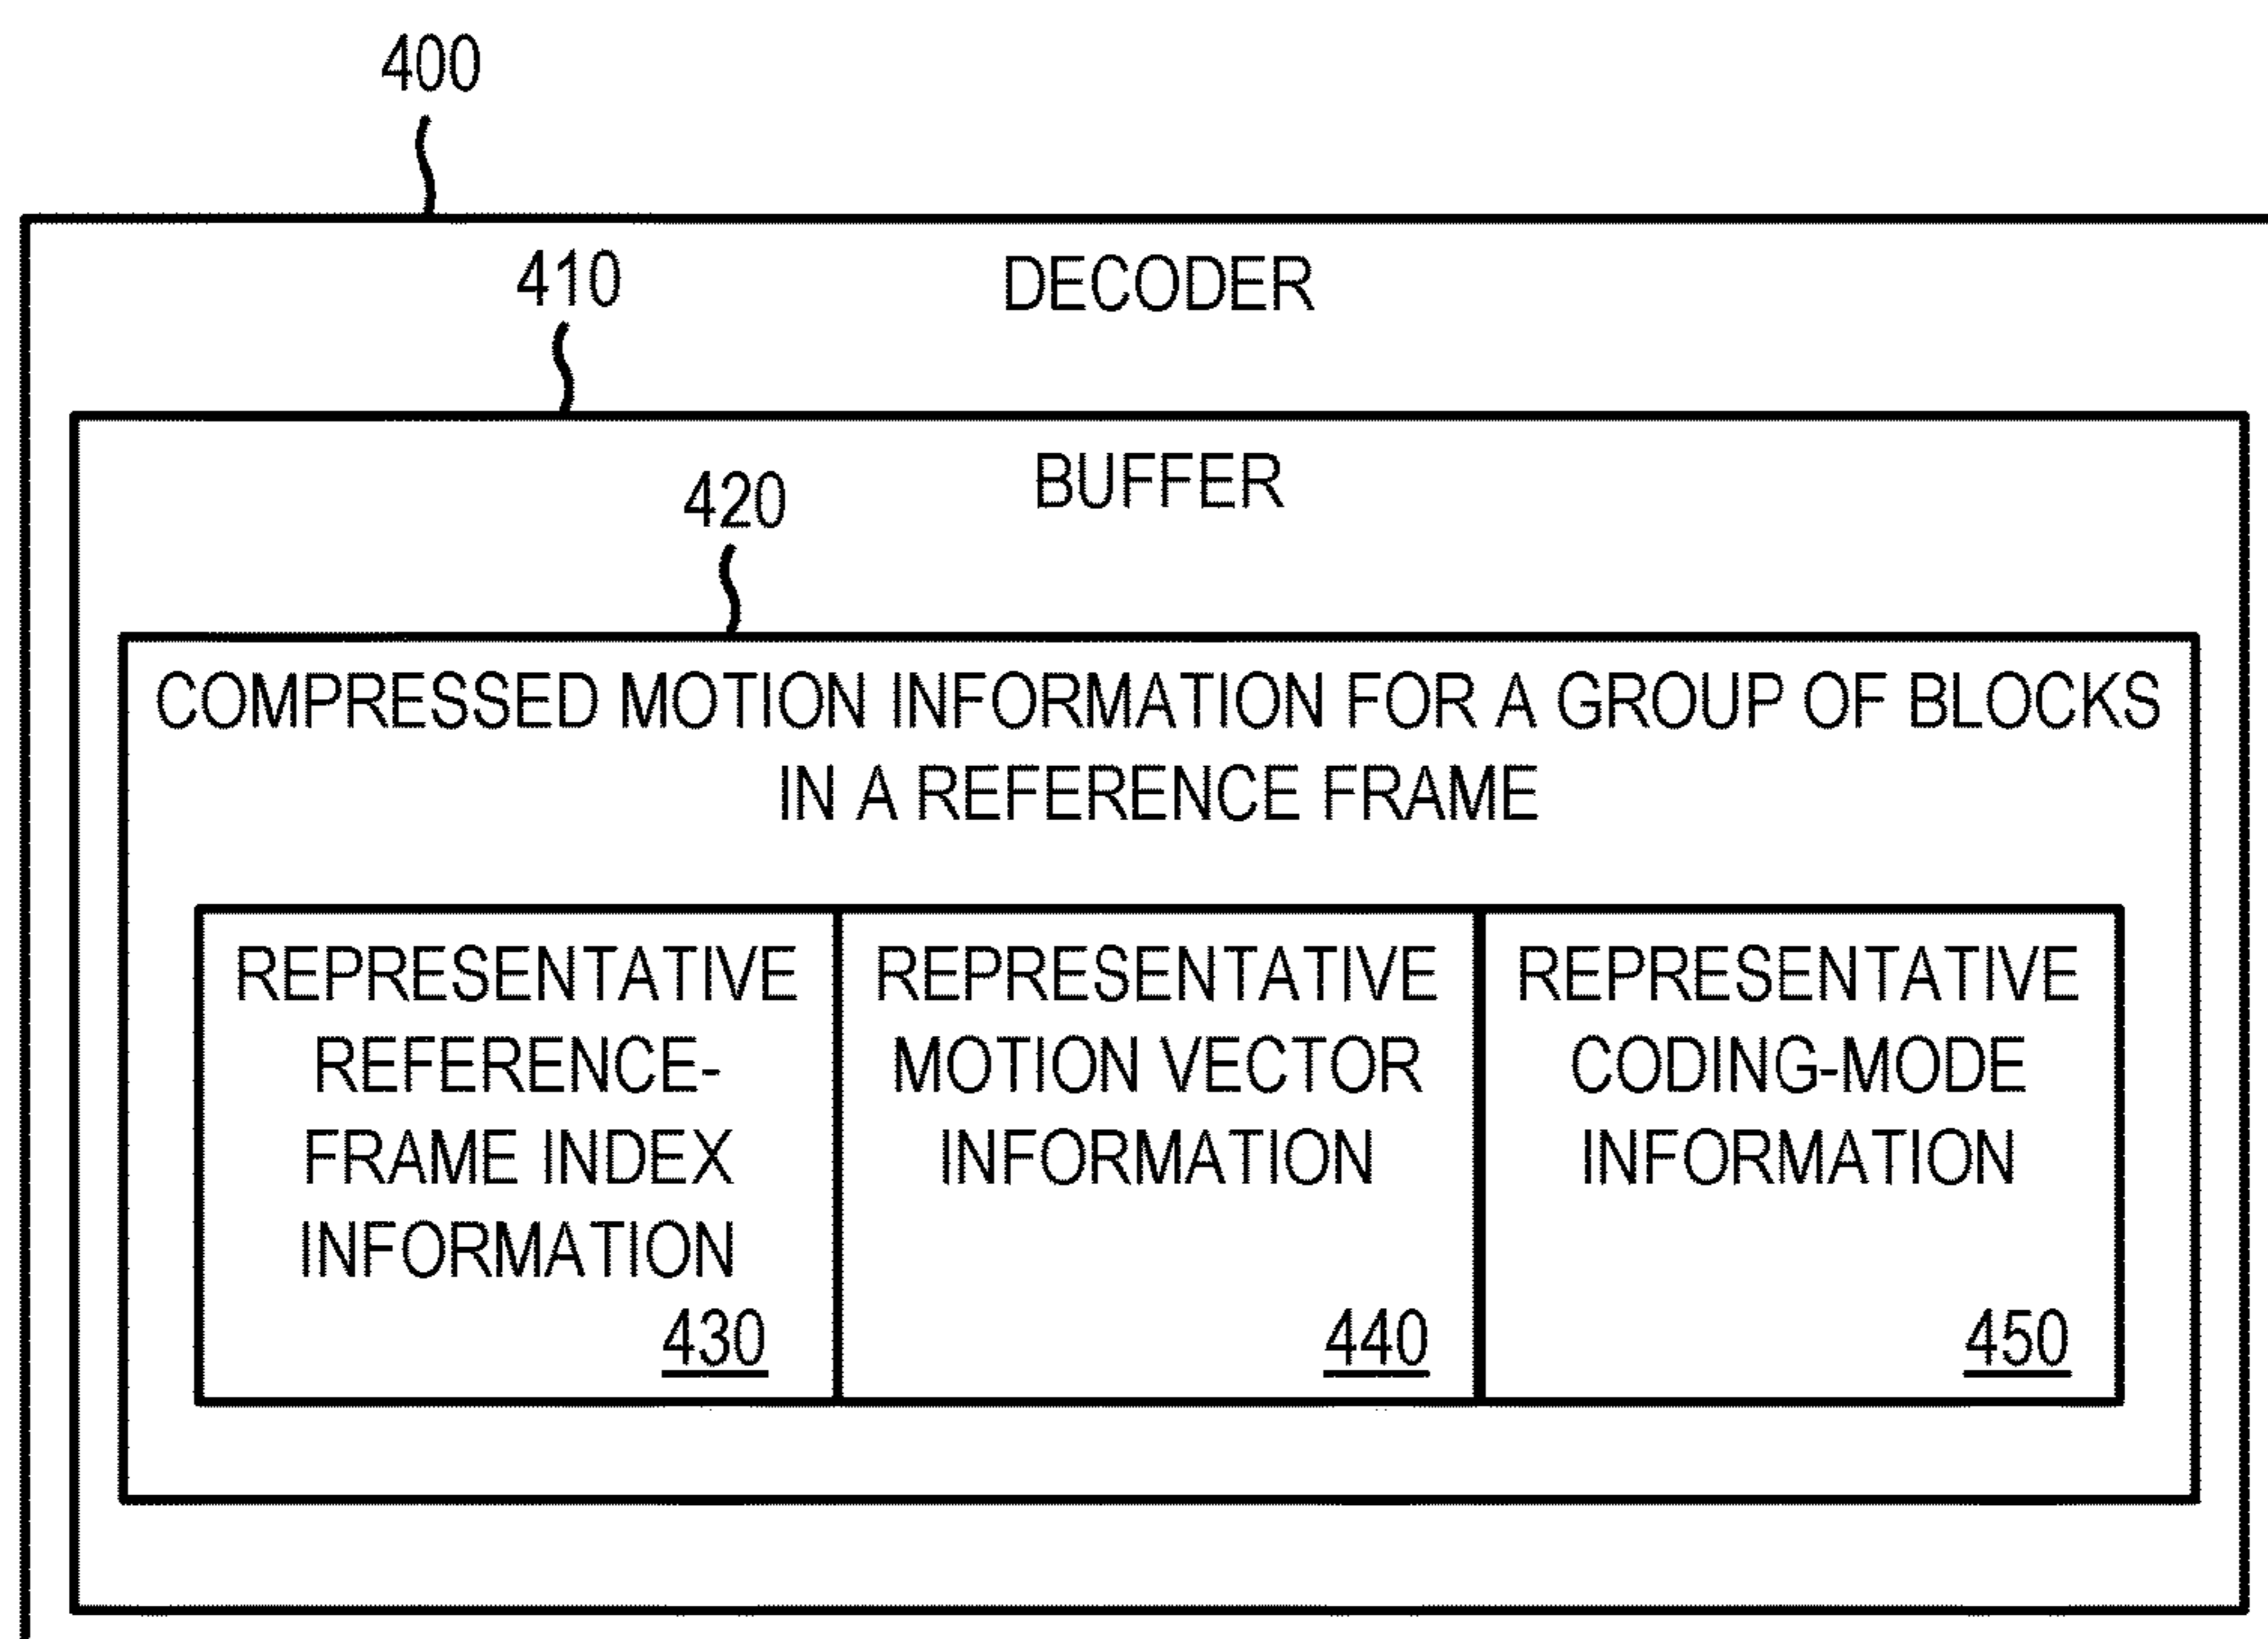 400
410
DECODER
420
BUFFER
COMPRESSED MOTION INFORMATION FOR A GROUP OF BLOCKS
IN A REFERENCE FRAME
REPRESENTATIVE
REFERENCE-
FRAME INDEX
INFORMATION
430
REPRESENTATIVE
MOTION VECTOR
INFORMATION
440
REPRESENTATIVE
CODING-MODE
INFORMATION
450